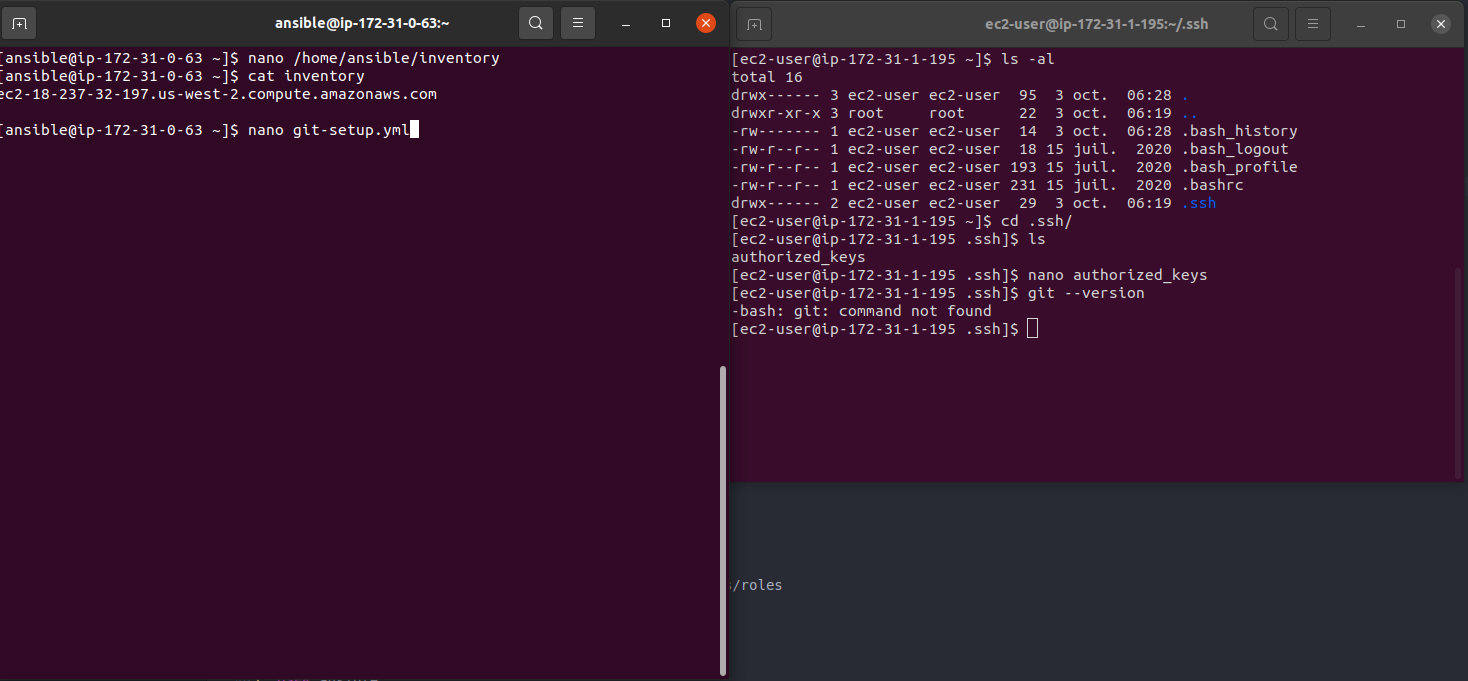 ansible@ip-172-31-0-63:~
[ansible@ip-172-31-0-63 ~]$ nano /home/ansible/inventory
[ansible@ip-172-31-0-63 ~]$ cat inventory
ec2-18-237-32-197.us-west-2.compute.amazonaws.com
[ansible@ip-172-31-0-63 ~]$ nano git-setup.yml
ec2-user@ip-172-31-1-195:~/.ssh
[ec2-user@ip-172-31-1-195 ~]$ ls -al
total 16
drwx------ 3 ec2-user ec2-user  95  3 oct.  06:28 .
drwxr-xr-x 3 root     root      22  3 oct.  06:19 ..
-rw------- 1 ec2-user ec2-user  14  3 oct.  06:28 .bash_history
-rw-r--r-- 1 ec2-user ec2-user  18 15 juil.  2020 .bash_logout
-rw-r--r-- 1 ec2-user ec2-user 193 15 juil.  2020 .bash_profile
-rw-r--r-- 1 ec2-user ec2-user 231 15 juil.  2020 .bashrc
drwx------ 2 ec2-user ec2-user  29  3 oct.  06:19 .ssh
[ec2-user@ip-172-31-1-195 ~]$ cd .ssh/
[ec2-user@ip-172-31-1-195 .ssh]$ ls
authorized_keys
[ec2-user@ip-172-31-1-195 .ssh]$ nano authorized_keys
[ec2-user@ip-172-31-1-195 .ssh]$ git --version
-bash: git: command not found
[ec2-user@ip-172-31-1-195 .ssh]$
s/roles